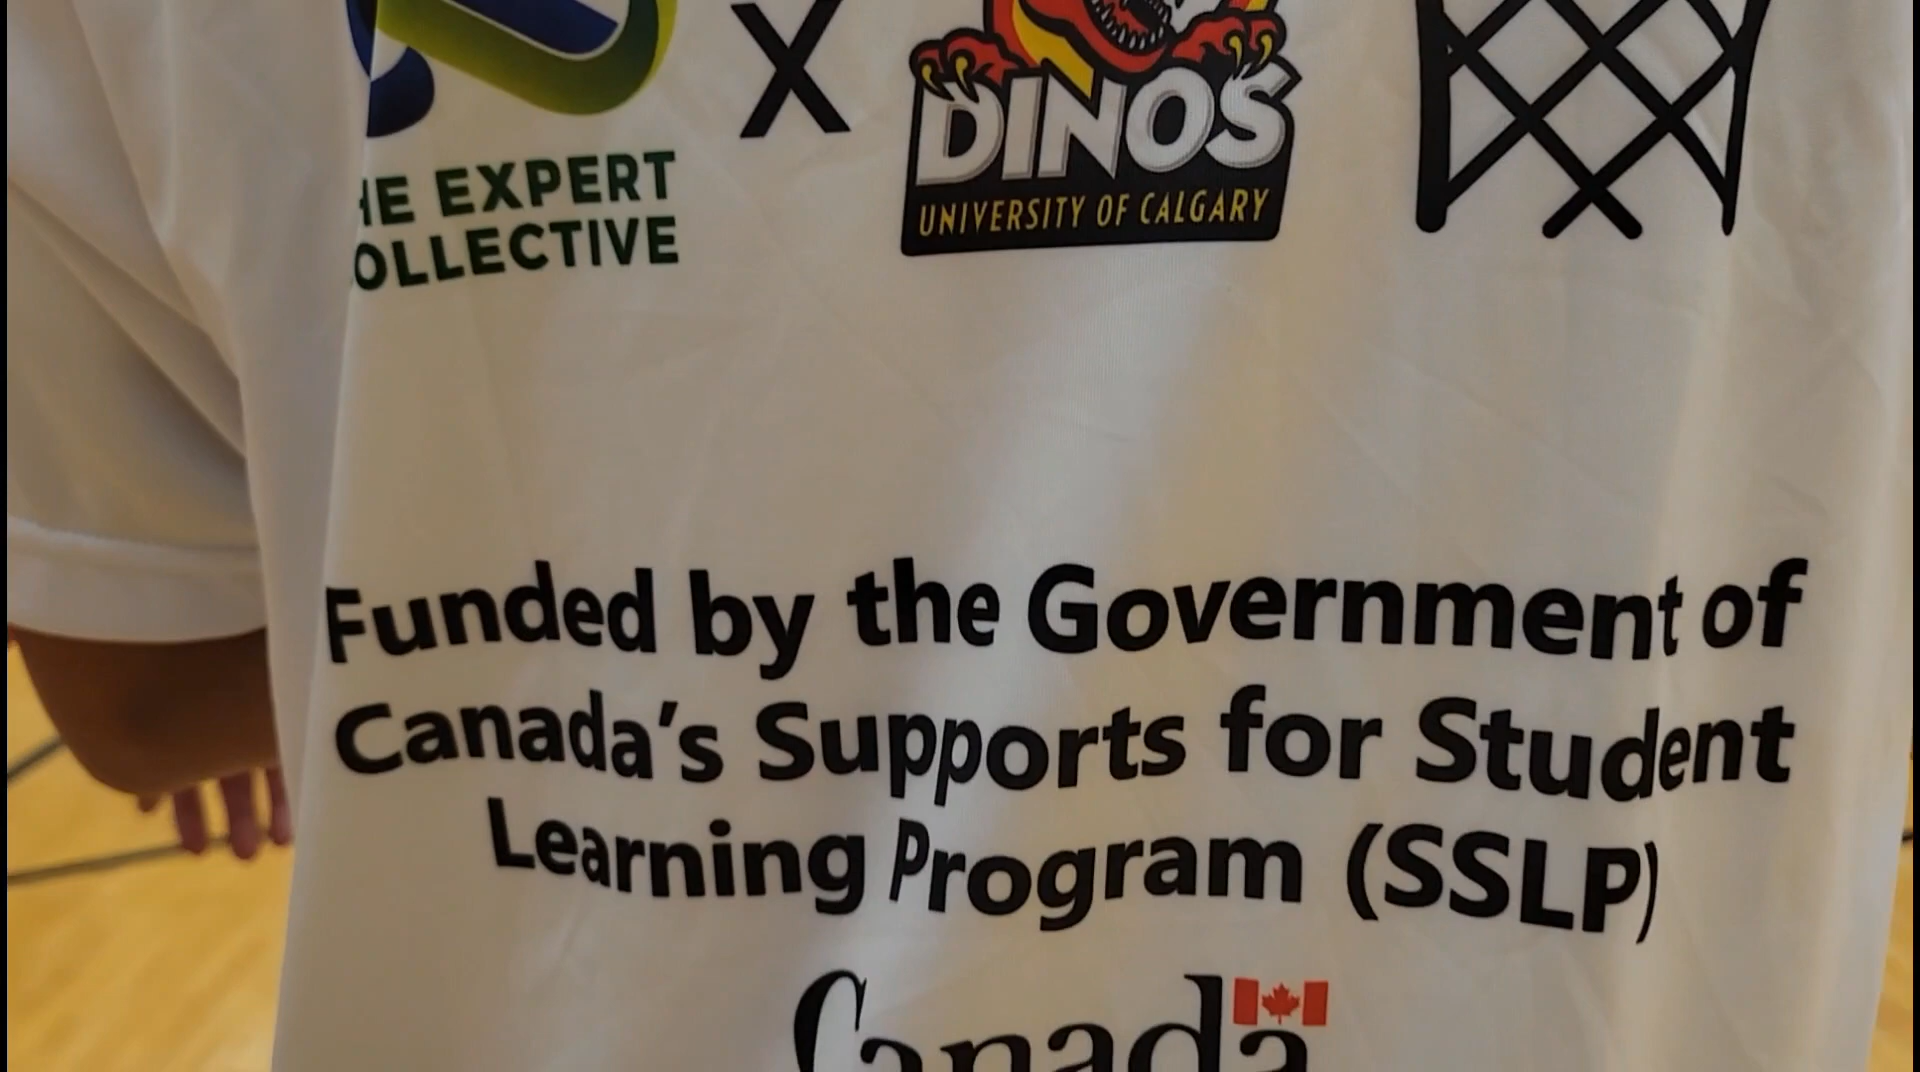 HE EXPERT
OLLECTIVE
X
DINOS
UNIVERSITY OF CALGARY
Funded by the Government of
Canada's Supports for Student
Learning Program (SSLP)
Canada